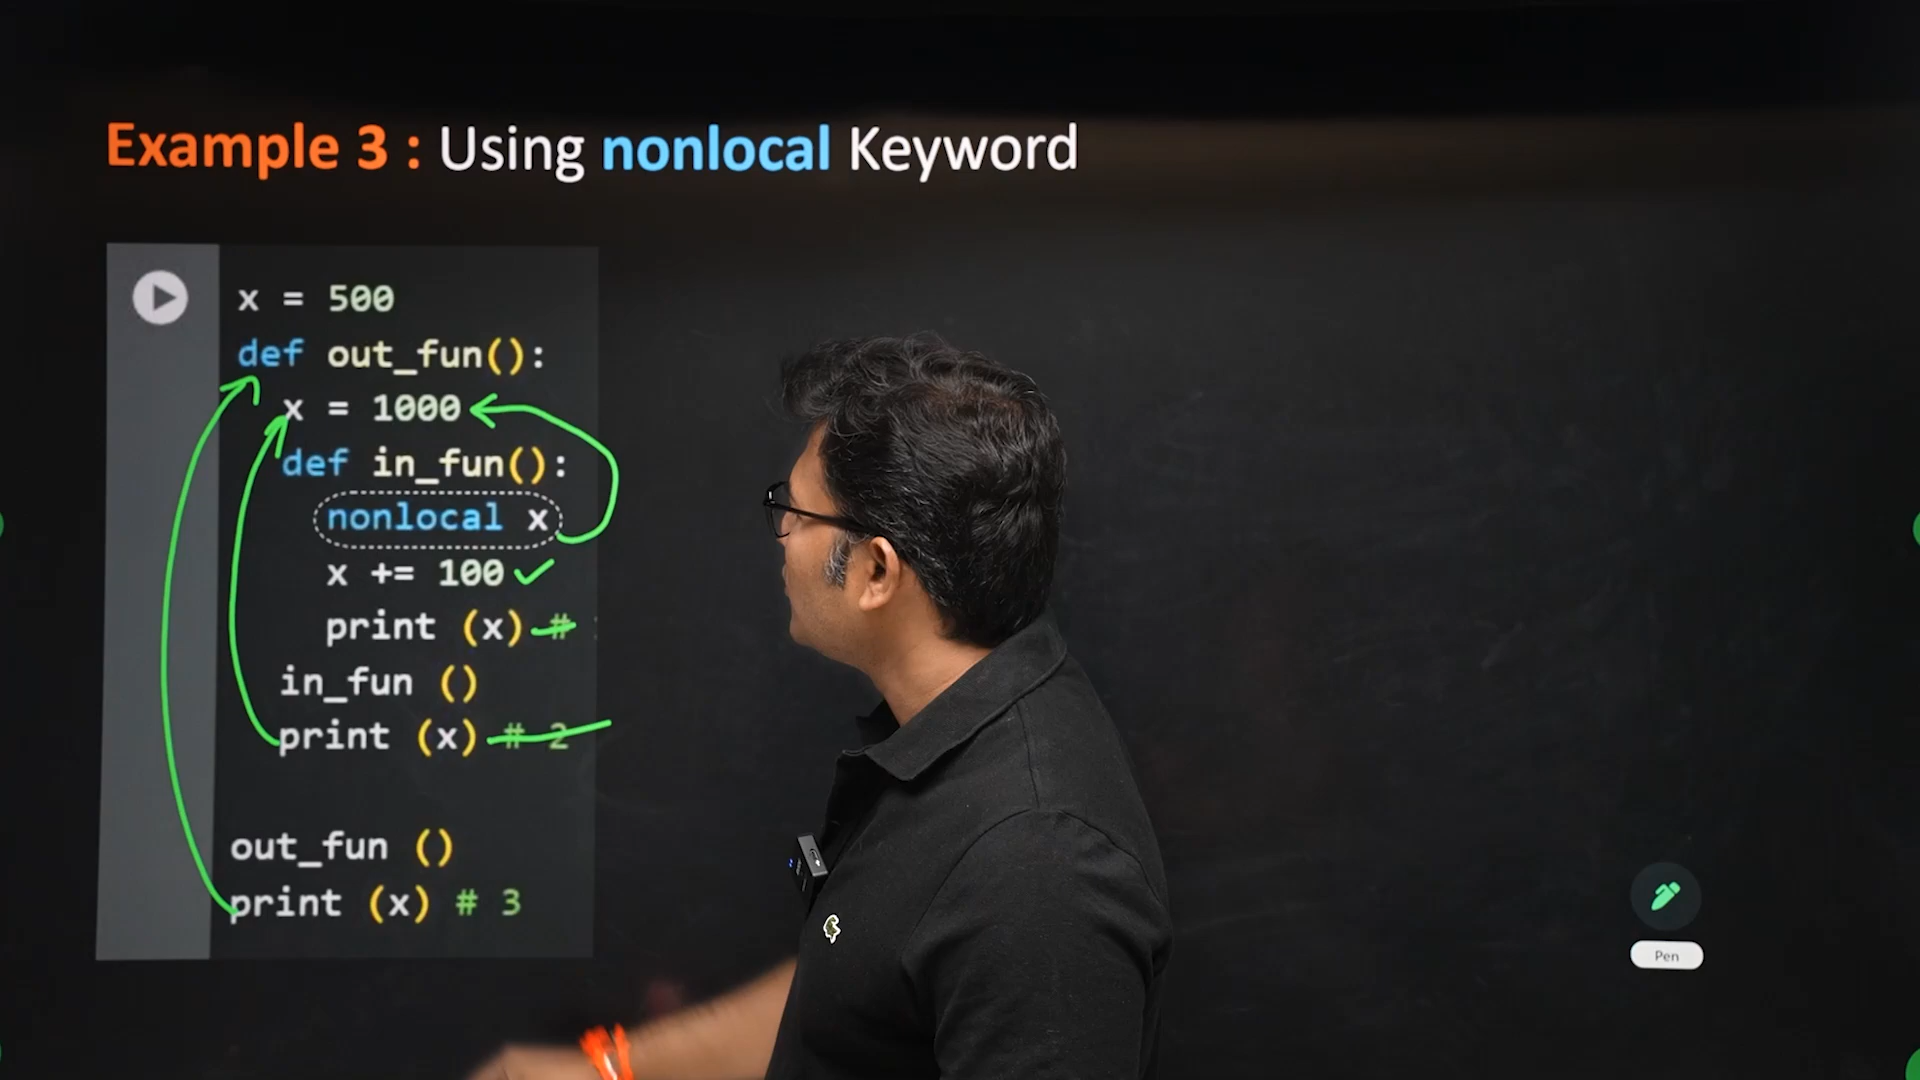 Example 3 : Using nonlocal Keyword
x = 500
def out_fun():
x = 1000
def in_fun():
nonlocal x
x += 100
print (x) #
in_fun ()
print (x) # 2
out_fun ()
print (x) # 3
Pen